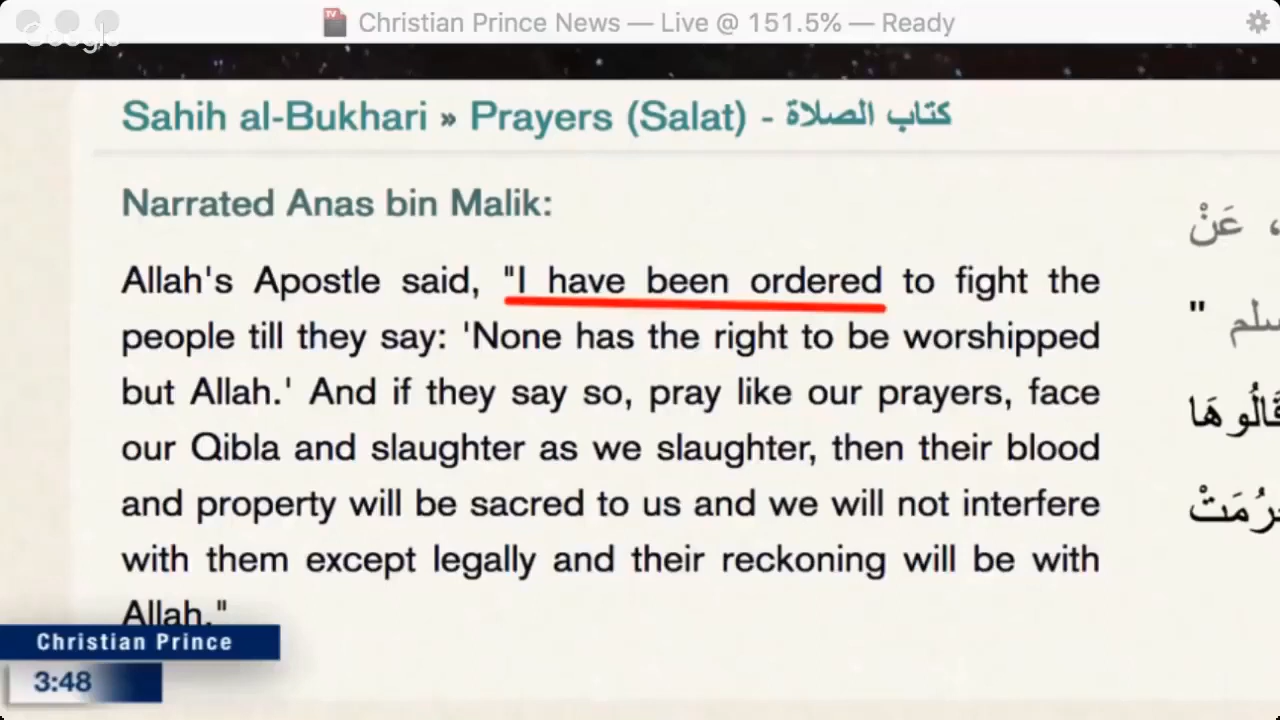 Christian Prince News — Live @ 151.5% — Ready
Google
Sahih al-Bukhari » Prayers (Salat) - كتاب الصلاة
Narrated Anas bin Malik:
Allah's Apostle said, "I have been ordered to fight the
people till they say: 'None has the right to be worshipped
but Allah.' And if they say so, pray like our prayers, face
our Qibla and slaughter as we slaughter, then their blood
and property will be sacred to us and we will not interfere
with them except legally and their reckoning will be with
Allah."
، عَنْ
"
Christian Prince
3:48